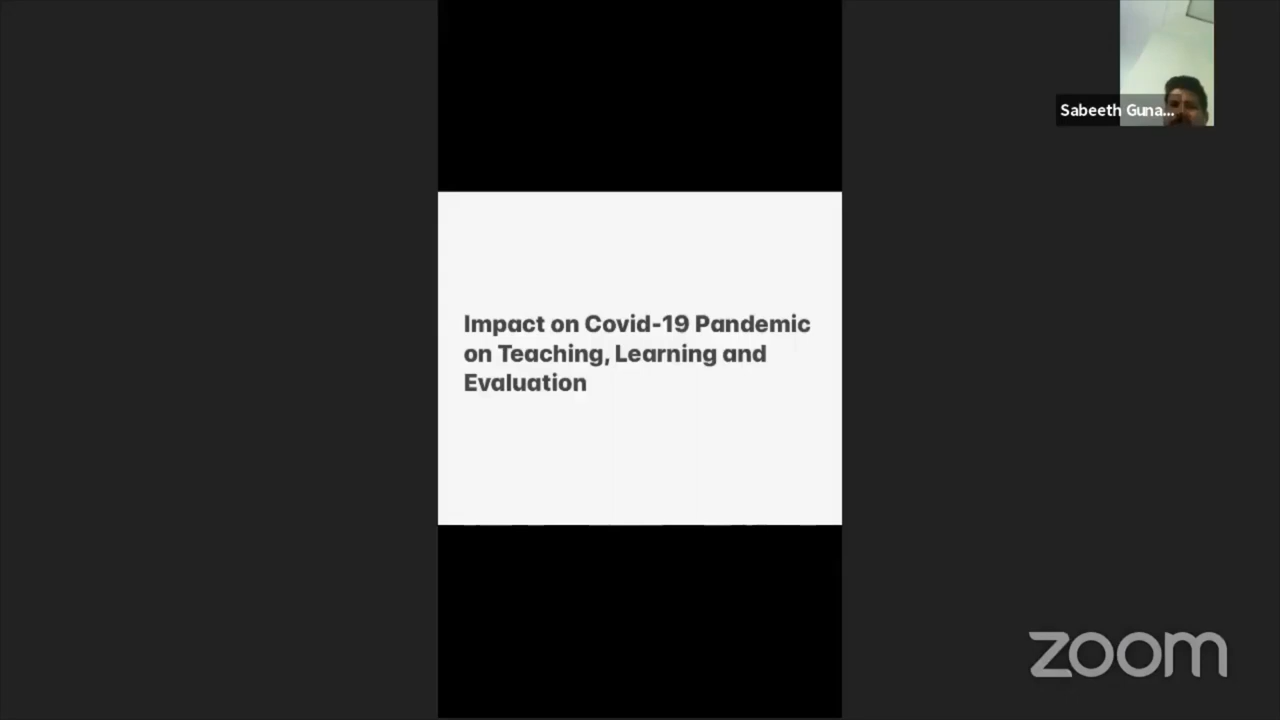 Sabeeth Guna...
Impact on Covid-19 Pandemic
on Teaching, Learning and
Evaluation
zoom